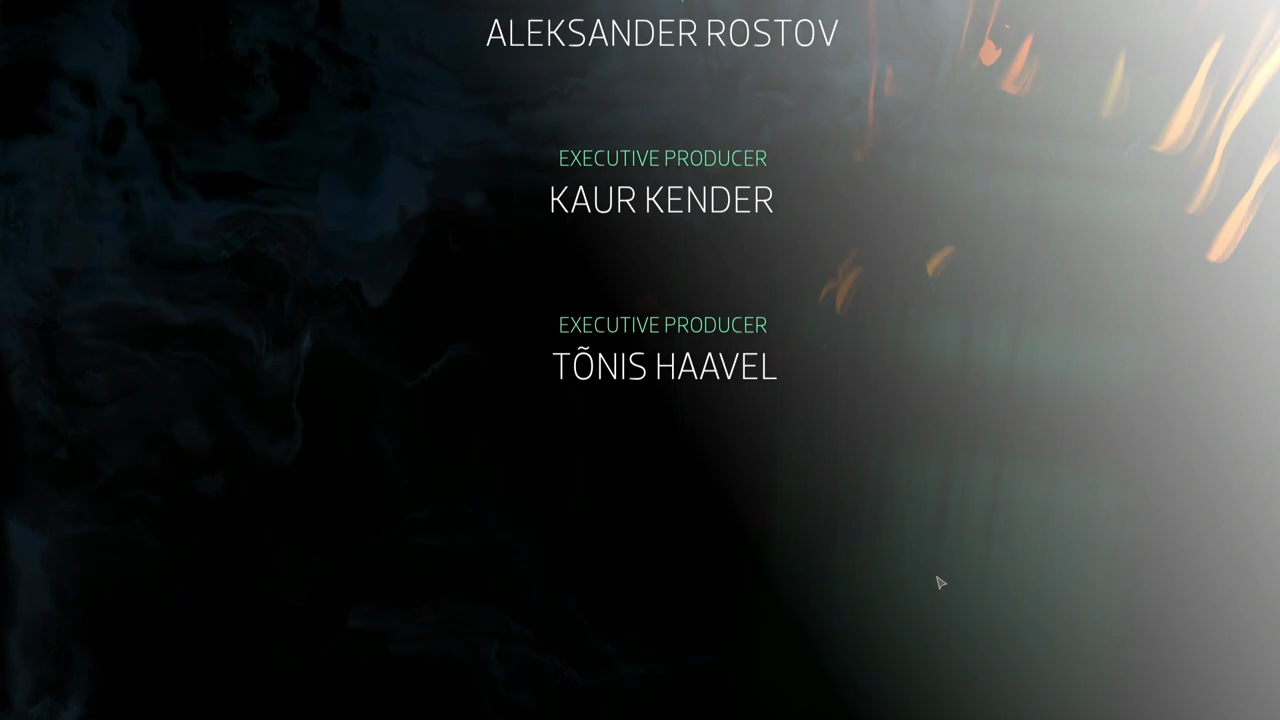 ALEKSANDER ROSTOV
EXECUTIVE PRODUCER
KAUR KENDER
EXECUTIVE PRODUCER
TÕNIS HAAVEL